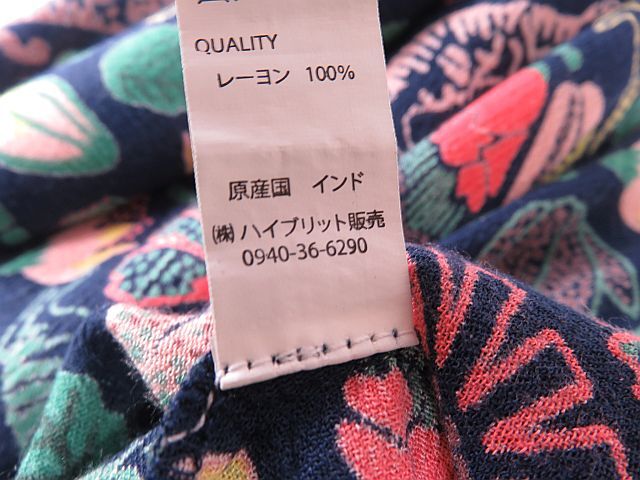 QUALITY
レーヨン 100%
原産国 インド
㈱ ハイブリット販売
0940-36-6290